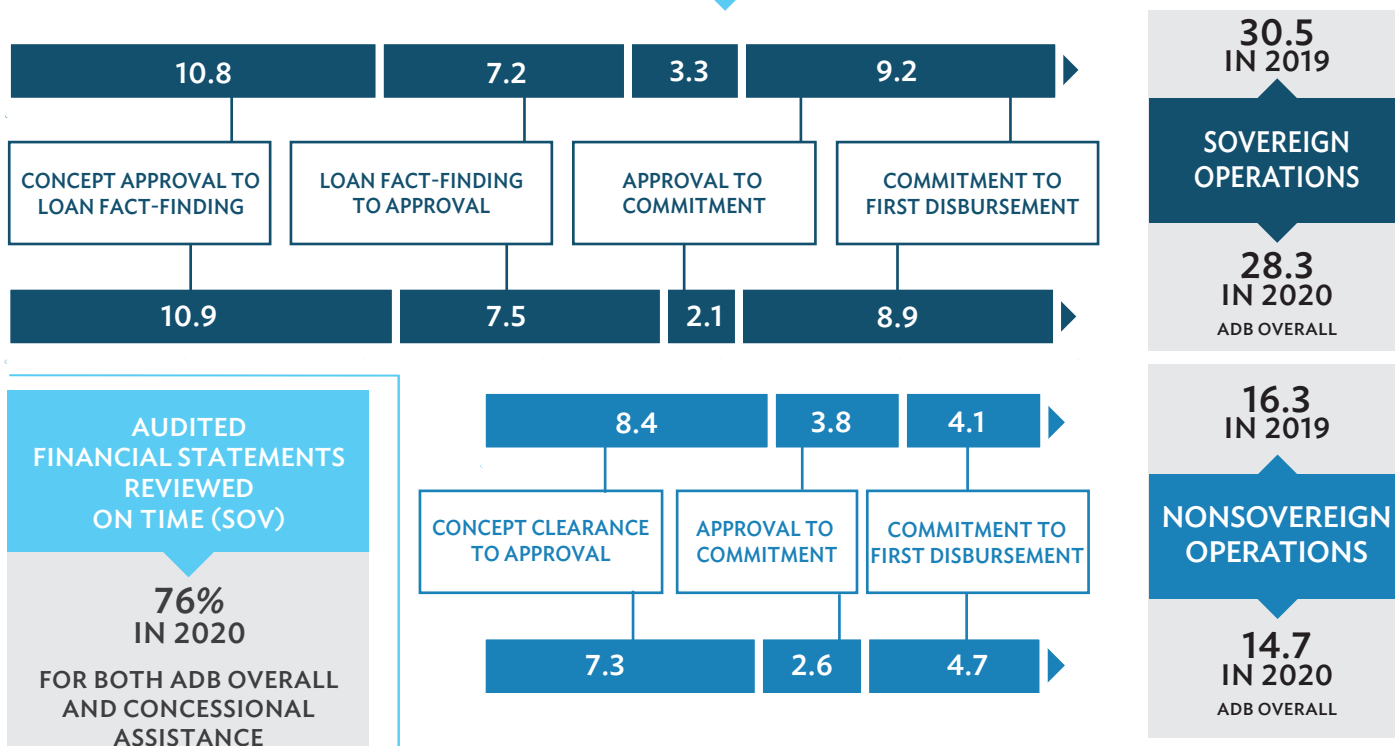 10.8 7.2 3.3 9.2
CONCEPT APPROVAL TO
LOAN FACT-FINDING
LOAN FACT-FINDING
TO APPROVAL
APPROVAL TO
COMMITMENT
COMMITMENT TO
FIRST DISBURSEMENT
10.9 7.5 2.1 8.9
30.5
IN 2019
SOVEREIGN
OPERATIONS
28.3
IN 2020
ADB OVERALL
AUDITED
FINANCIAL STATEMENTS
REVIEWED
ON TIME (SOV)
76%
IN 2020
FOR BOTH ADB OVERALL
AND CONCESSIONAL
ASSISTANCE
8.4 3.8 4.1
CONCEPT CLEARANCE
TO APPROVAL
APPROVAL TO
COMMITMENT
COMMITMENT TO
FIRST DISBURSEMENT
7.3 2.6 4.7
16.3
IN 2019
NONSOVEREIGN
OPERATIONS
14.7
IN 2020
ADB OVERALL